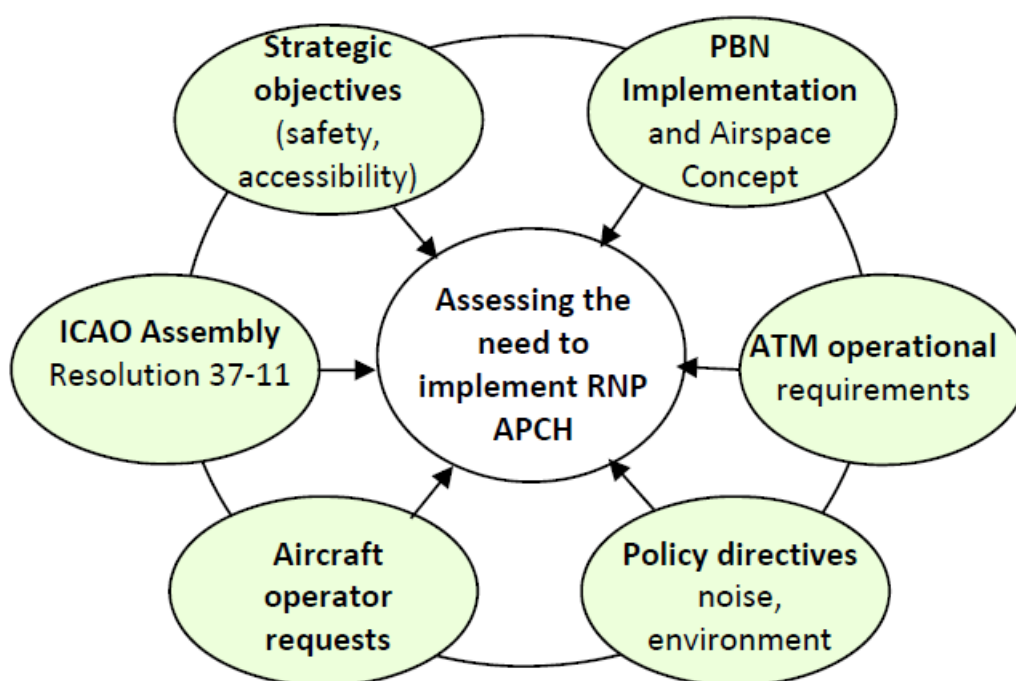 Strategic
objectives
(safety,
accessibility)
PBN
Implementation
and Airspace
Concept
ICAO Assembly
Resolution 37-11
Assessing the
need to
implement RNP
APCH
ATM operational
requirements
Aircraft
operator
requests
Policy directives
noise,
environment